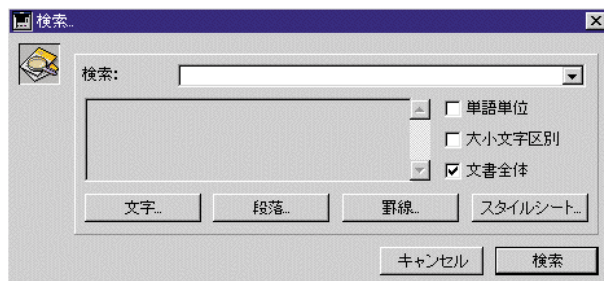 検索..
検索:
単語単位
大小文字区別
文書全体
文字... 段落... 罫線... スタイルシート...
キャンセル 検索